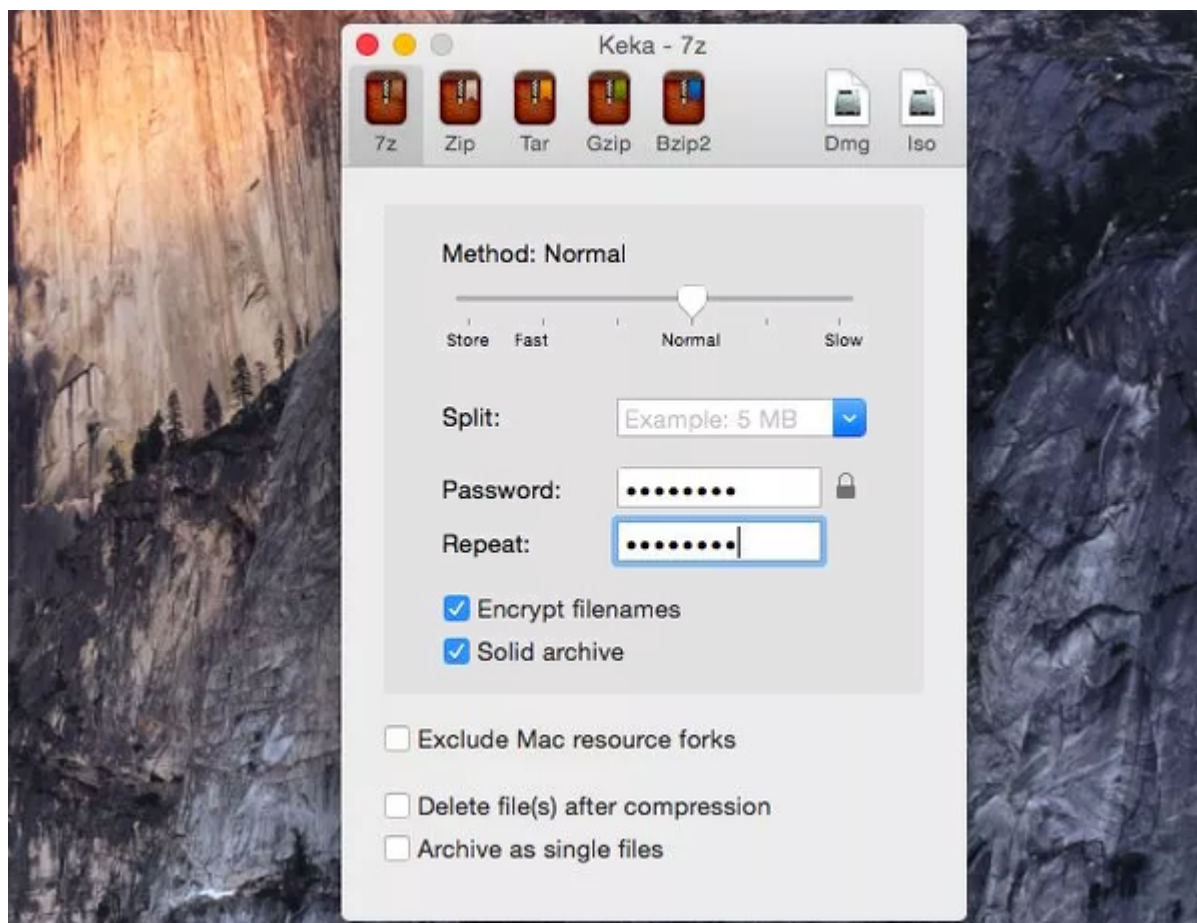 Keka - 7z
7z Zip Tar Gzip Bzip2 Dmg Iso
Method: Normal
Store Fast Normal Slow
Split: Example: 5 MB
Password: ••••••••
Repeat: ••••••••
Encrypt filenames
Solid archive
Exclude Mac resource forks
Delete file(s) after compression
Archive as single files